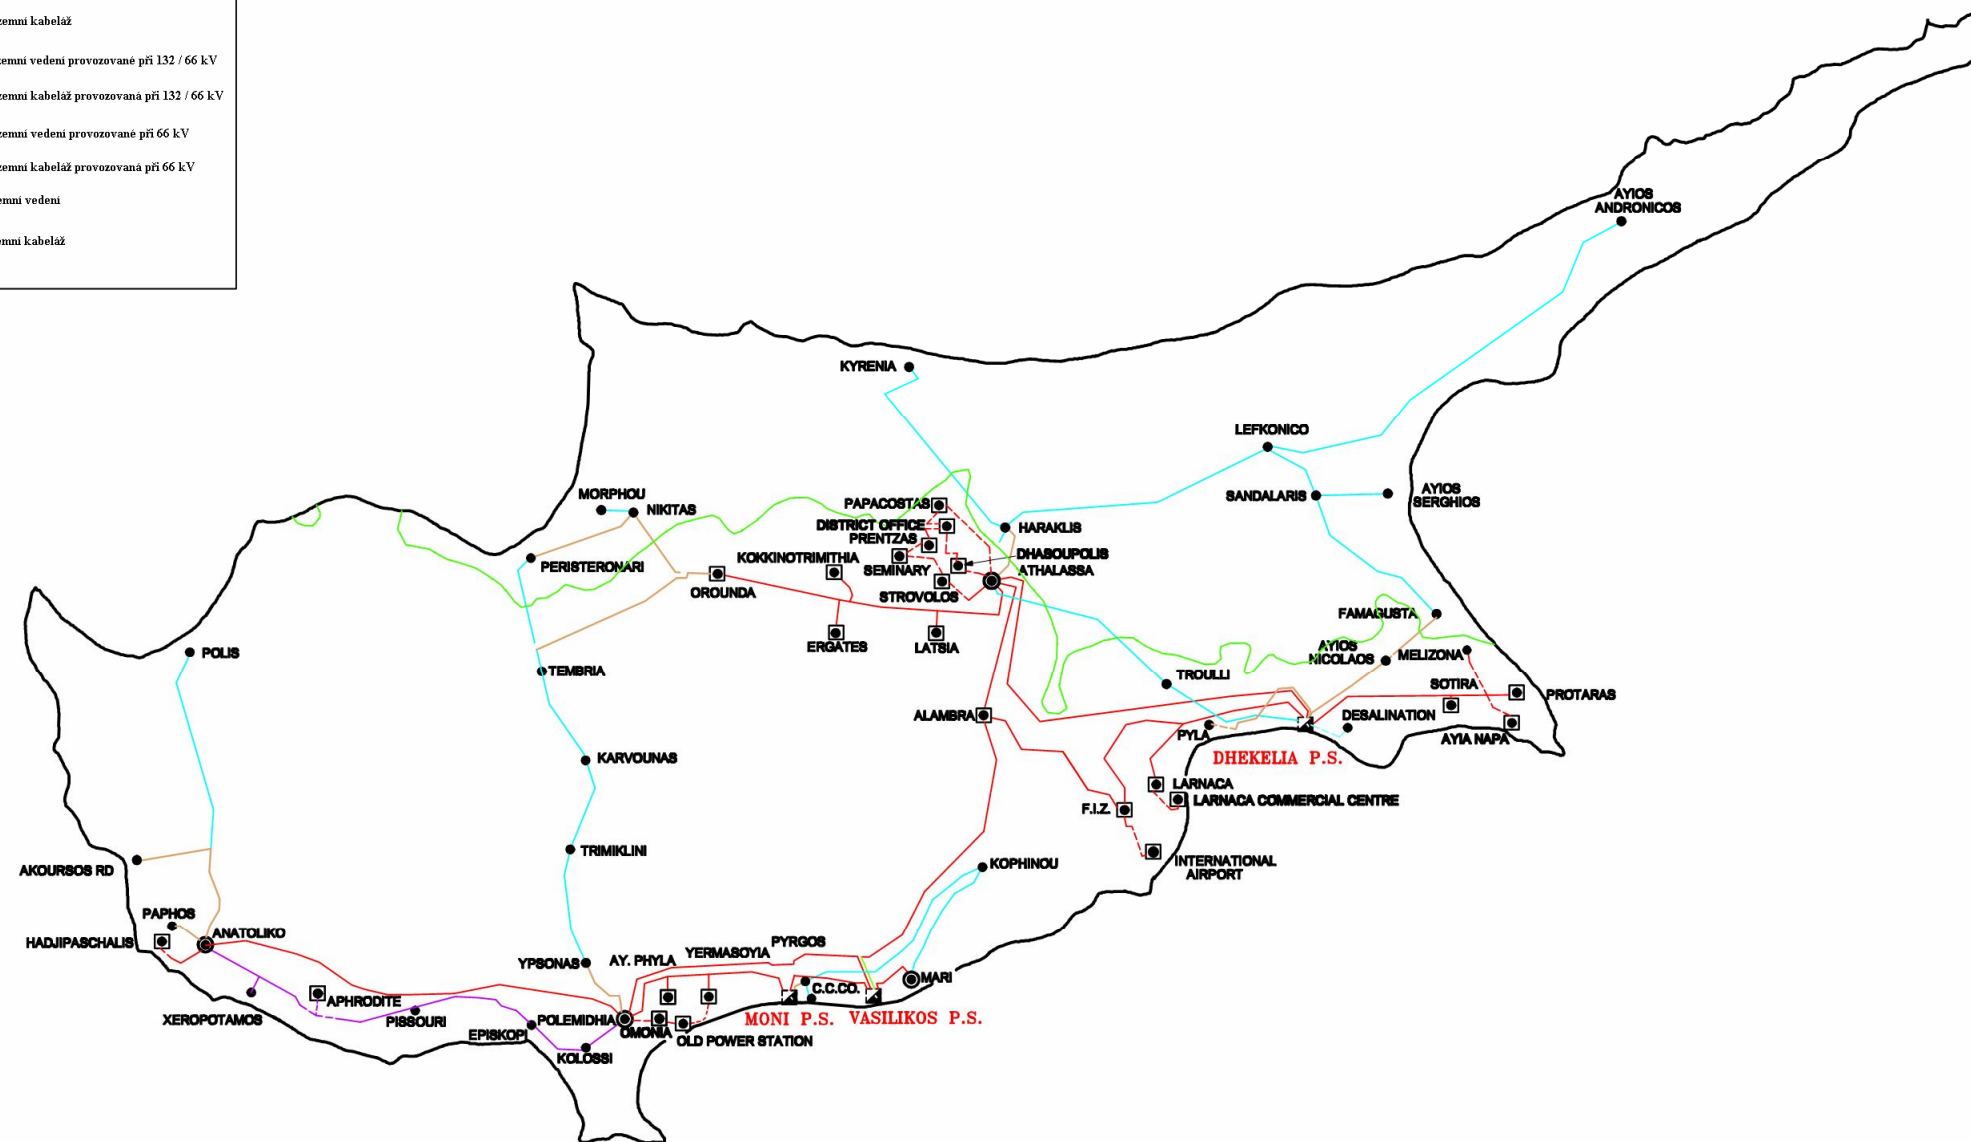 zemní kabeláž
zemní vedení provozované při 132 / 66 kV
zemní kabeláž provozovaná při 132 / 66 kV
zemní vedení provozované při 66 kV
zemní kabeláž provozovaná při 66 kV
emní vedení
emní kabeláž
AYIOS
ANDRONICOS
KYRENIA
LEFKONICO
SANDALARIS
AYIOS
SERGHIOS
MORPHOU
NIKITAS
PAPACOSTAS
DISTRICT OFFICE
PRENTZAS
HARAKLIS
KOKKINOTRIMITHIA
SEMINARY
DHASOUPOLIS
ATHALASSA
PERISTERONARI
OROUNDA
STROVOLOS
FAMAGUSTA
ERGATES
LATSIA
POLIS
TEMBRIA
AYIOS
NICOLAOS
MELIZONA
TROULLI
SOTIRA
PROTARAS
ALAMBRA
DESALINATION
PYLA
AYIA NAPA
KARVOUNAS
DHEKELIA P.S.
LARNACA
LARNACA COMMERCIAL CENTRE
F.I.Z.
TRIMIKLINI
KOPHINOU
INTERNATIONAL
AIRPORT
AKOURSOS RD
PAPHOS
HADJIPASCHALIS
ANATOLIKO
YPSONAS
AY. PHYLA
YERMASOYIA
PYRGOS
MARI
C.C.CO.
APHRODITE
XEROPOTAMOS
PISSOURI
POLEMIDHIA
MONI P.S.
VASILIKOS P.S.
EPISKOPI
OMONIA
OLD POWER STATION
KOLOSSI